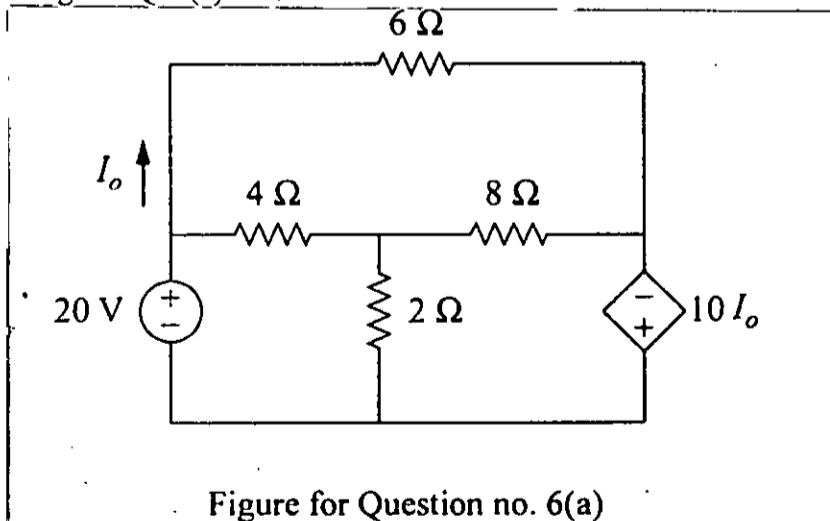 6 Ω
I_o
4 Ω
8 Ω
+
−
20 V
2 Ω
−
+
10 I_o
Figure for Question no. 6(a)